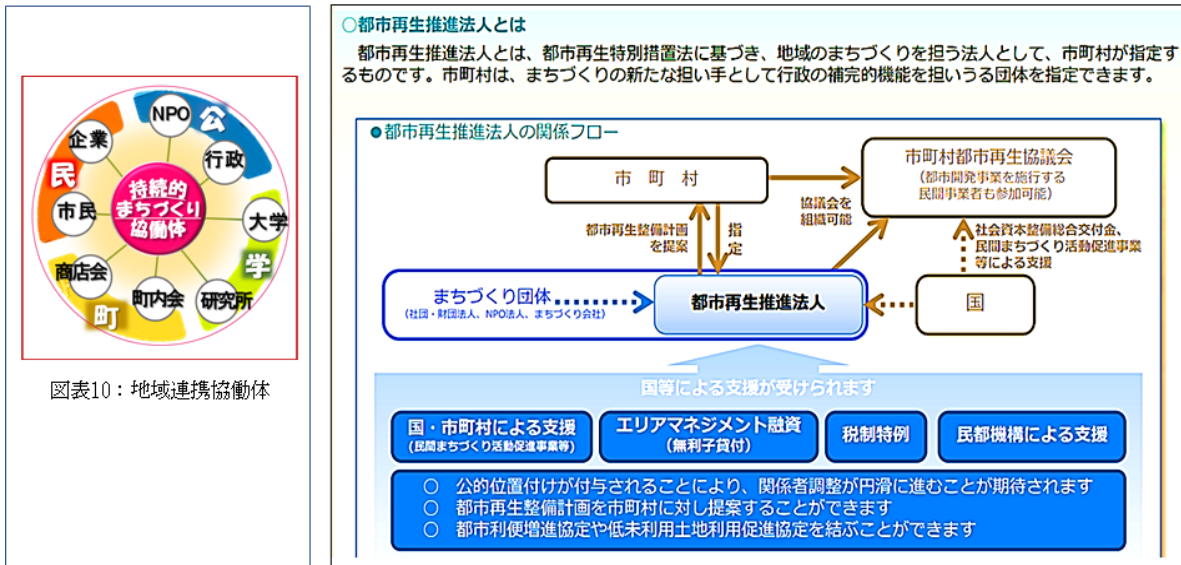 NPO
公
企業
行政
民
持続的
まちづくり
協働体
市民
大学
商店会
学
町内会
研究所
町
図表10：地域連携協働体
○都市再生推進法人とは
都市再生推進法人とは、都市再生特別措置法に基づき、地域のまちづくりを担う法人として、市町村が指定す
るものです。市町村は、まちづくりの新たな担い手として行政の補完的機能を担いうる団体を指定できます。
●都市再生推進法人の関係フロー
市町村
市町村都市再生協議会
（都市開発事業を施行する
民間事業者も参加可能）
協議会を
組織可能
都市再生整備計画
を提案
指定
社会資本整備総合交付金、
民間まちづくり活動促進事業
等による支援
まちづくり団体
（社団・財団法人、NPO法人、まちづくり会社）
都市再生推進法人
国
国等による支援が受けられます
国・市町村による支援
（民間まちづくり活動促進事業等）
エリアマネジメント融資
（無利子貸付）
税制特例
民都機構による支援
○ 公的位置付けが付与されることにより、関係者調整が円滑に進むことが期待されます
○ 都市再生整備計画を市町村に対し提案することができます
○ 都市利便増進協定や低未利用土地利用促進協定を結ぶことができます